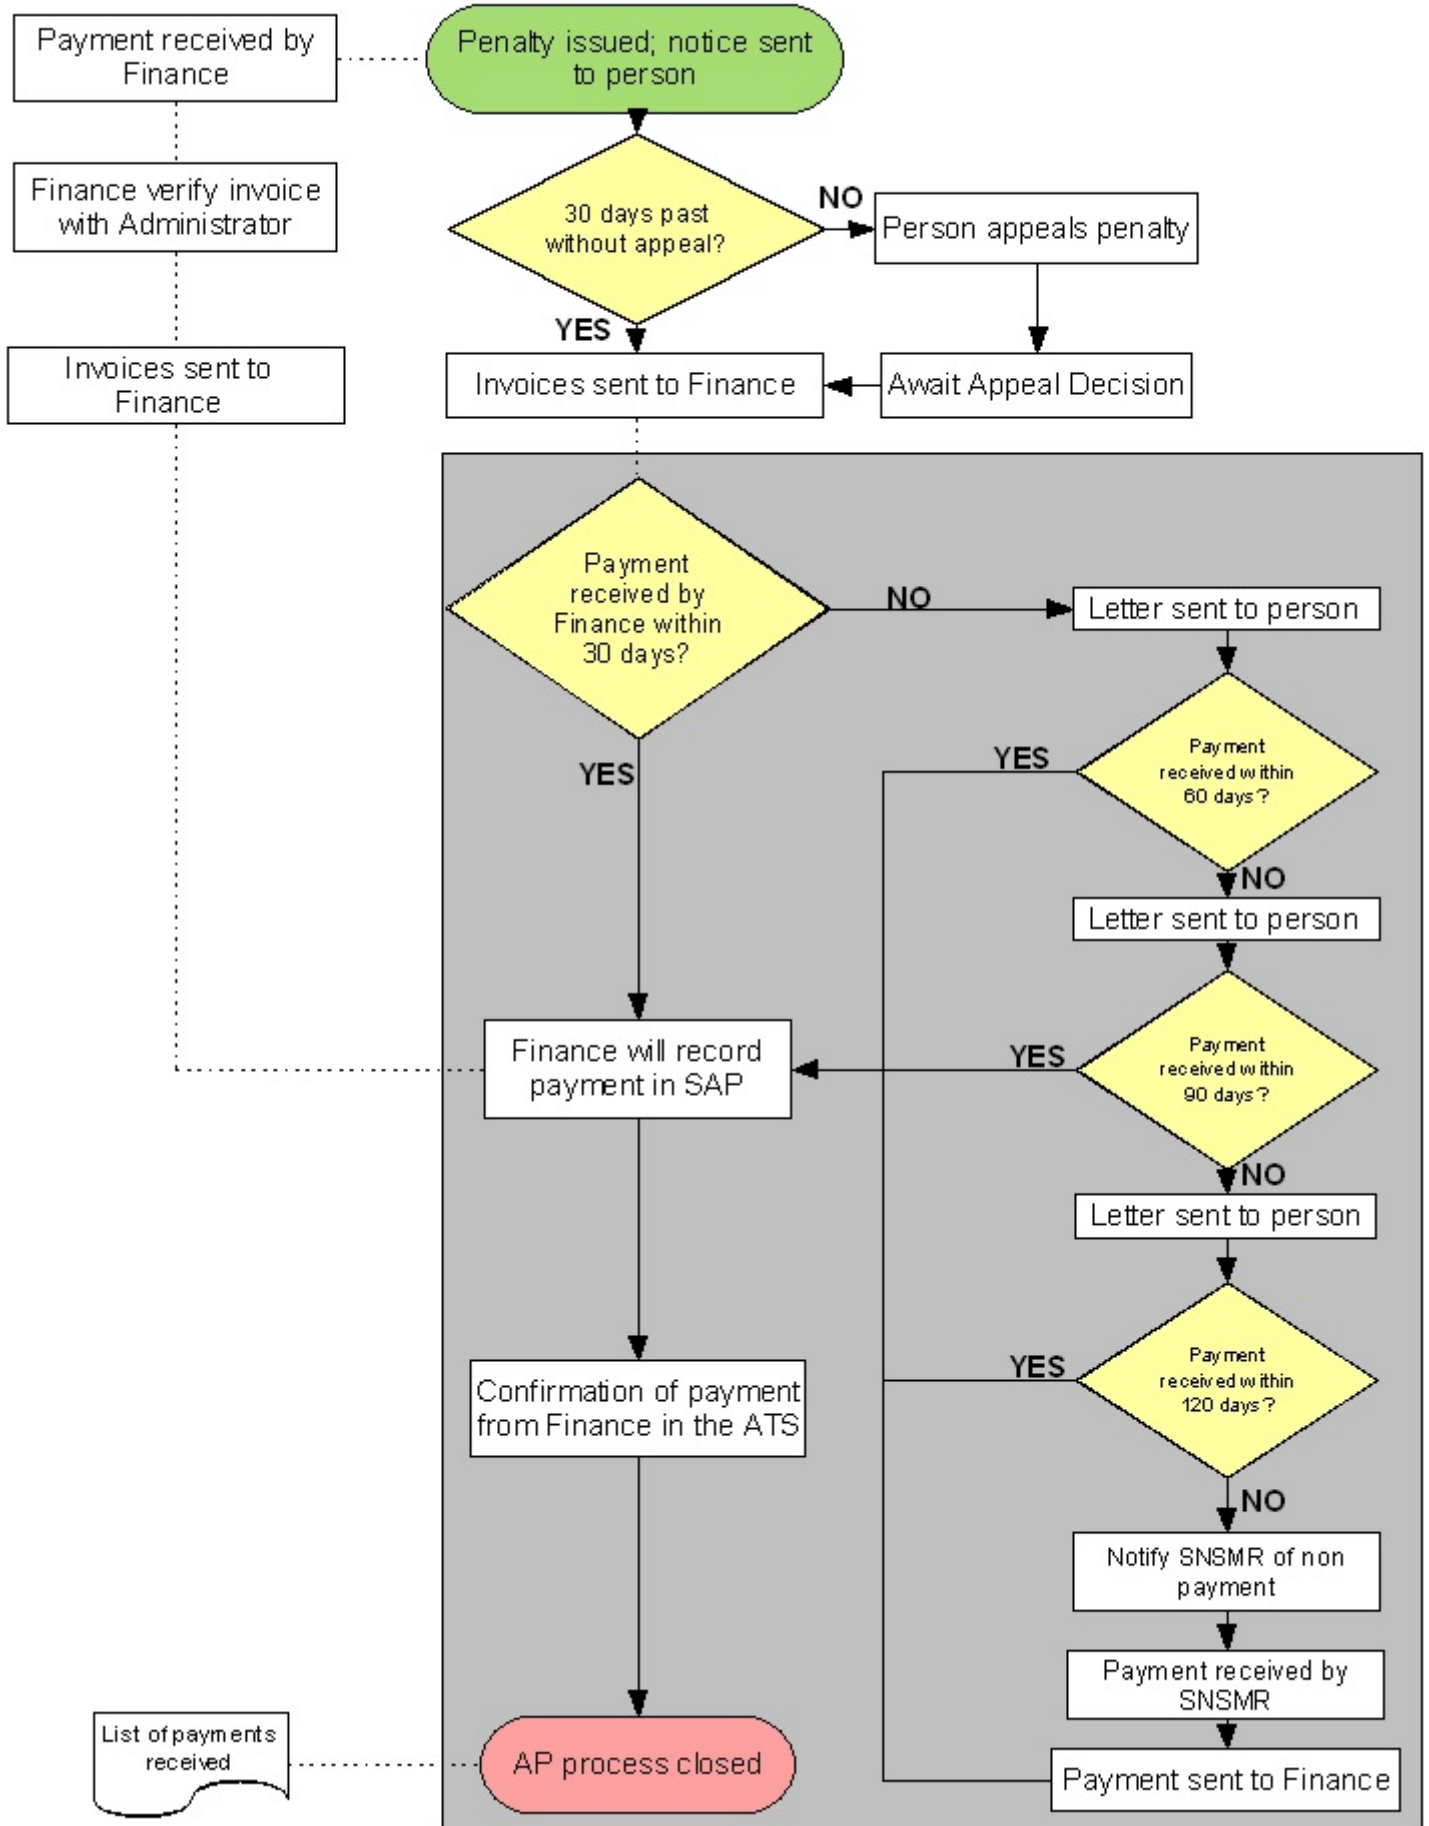 Payment received by
Finance
Penalty issued; notice sent
to person
Finance verify invoice
with Administrator
30 days past
without appeal?
NO
Person appeals penalty
YES
Invoices sent to
Finance
Invoices sent to Finance
Await Appeal Decision
Payment
received by
Finance within
30 days?
NO
Letter sent to person
YES
Payment
received within
60 days?
YES
NO
Letter sent to person
Finance will record
payment in SAP
YES
Payment
received within
90 days?
NO
Letter sent to person
Confirmation of payment
from Finance in the ATS
YES
Payment
received within
120 days?
NO
Notify SNSMR of non
payment
Payment received by
SNSMR
List of payments
received
AP process closed
Payment sent to Finance